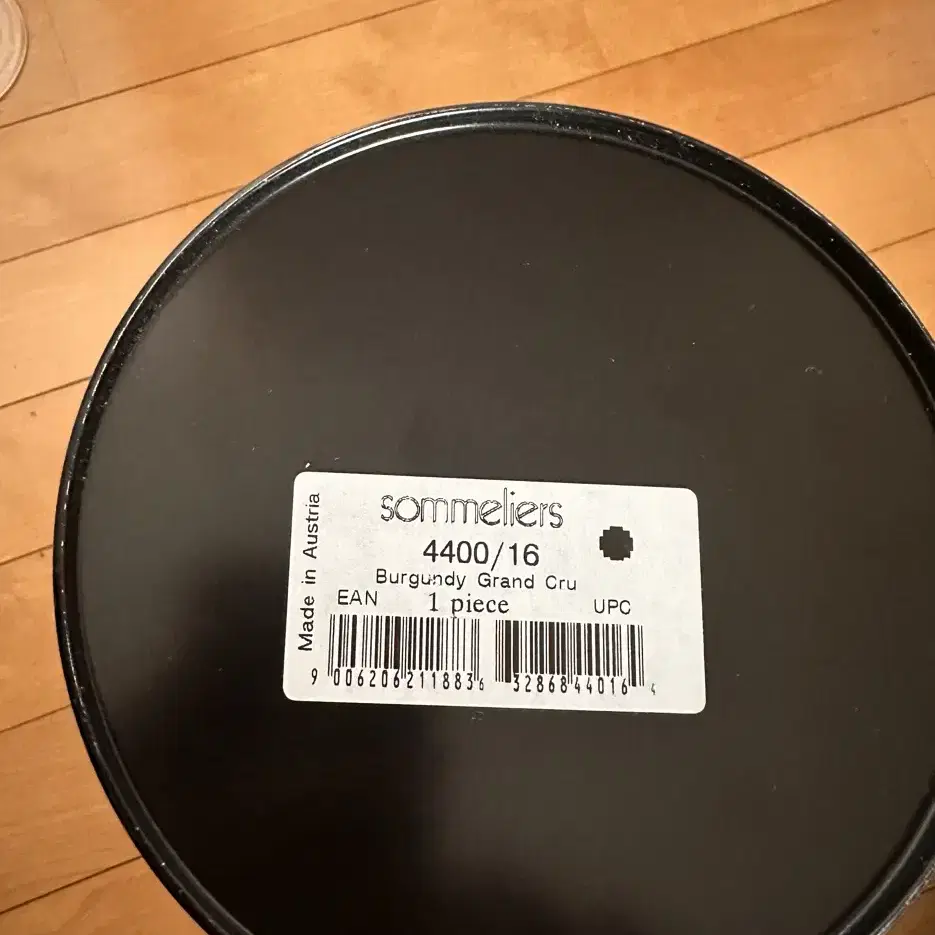 Made in Austria
sommeliers
4400/16
Burgundy Grand Cru
EAN 1 piece UPC
9 006206 211883 6 32868 44016 4